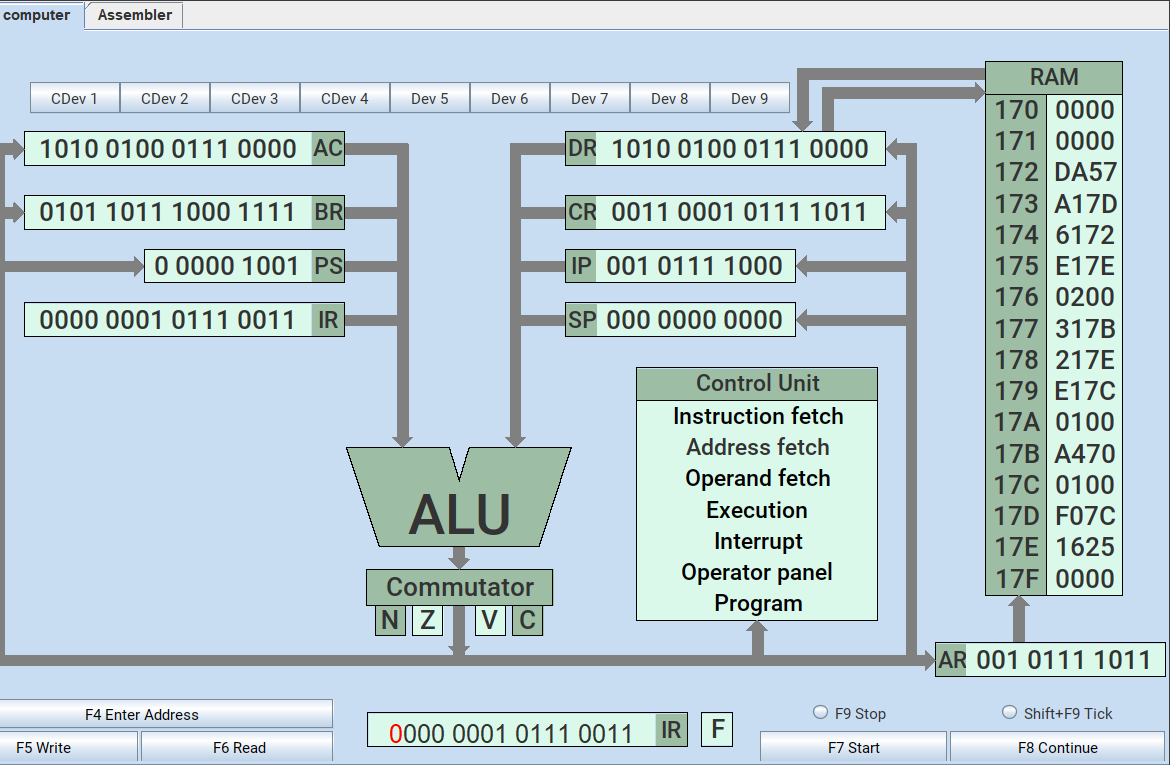 computer Assembler
CDev 1 CDev 2 CDev 3 CDev 4 Dev 5 Dev 6 Dev 7 Dev 8 Dev 9
RAM
170 0000
171 0000
172 DA57
173 A17D
174 6172
175 E17E
176 0200
177 317B
178 217E
179 E17C
17A 0100
17B A470
17C 0100
17D F07C
17E 1625
17F 0000
1010 0100 0111 0000 AC
DR 1010 0100 0111 0000
0101 1011 1000 1111 BR
CR 0011 0001 0111 1011
0 0000 1001 PS
IP 001 0111 1000
0000 0001 0111 0011 IR
SP 000 0000 0000
Control Unit
Instruction fetch
Address fetch
Operand fetch
Execution
Interrupt
Operator panel
Program
ALU
Commutator
N Z V C
AR 001 0111 1011
F4 Enter Address
F5 Write F6 Read
0000 0001 0111 0011 IR F
F9 Stop Shift+F9 Tick
F7 Start F8 Continue